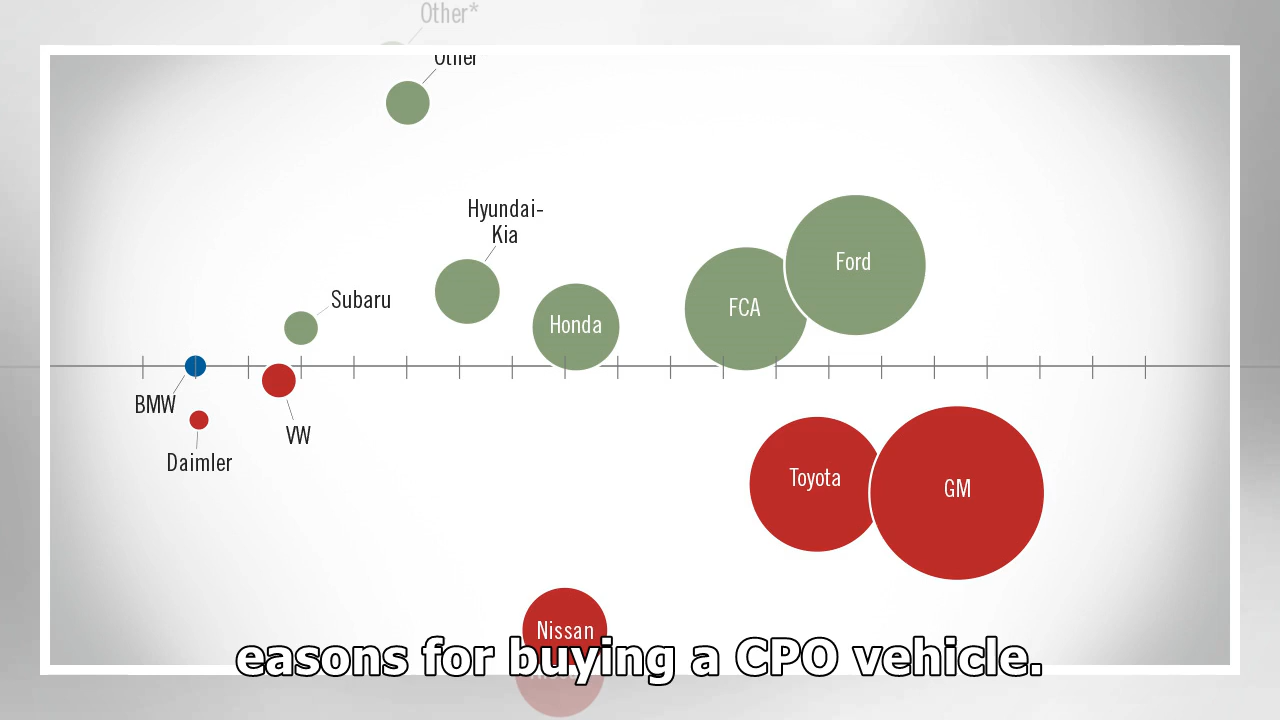 Other*
Other
Hyundai-
Kia
Ford
FCA
Subaru
Honda
BMW
VW
Daimler
Toyota
GM
Nissan
easons for buying a CPO vehicle.